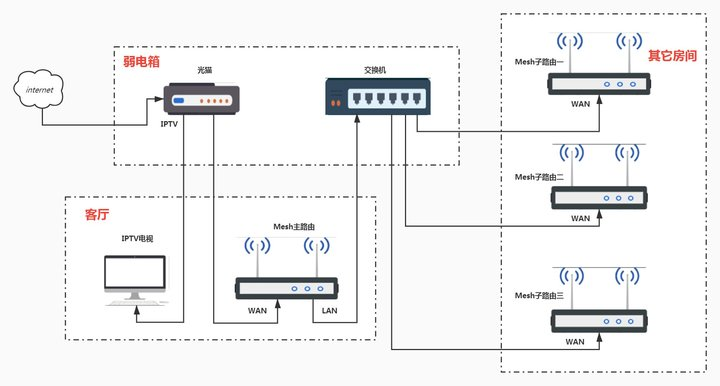 其它房间
弱电箱
光猫
交换机
Mesh子路由一
internet
WAN
IPTV
Mesh子路由二
WAN
客厅
Mesh主路由
IPTV电视
Mesh子路由三
WAN
LAN
WAN